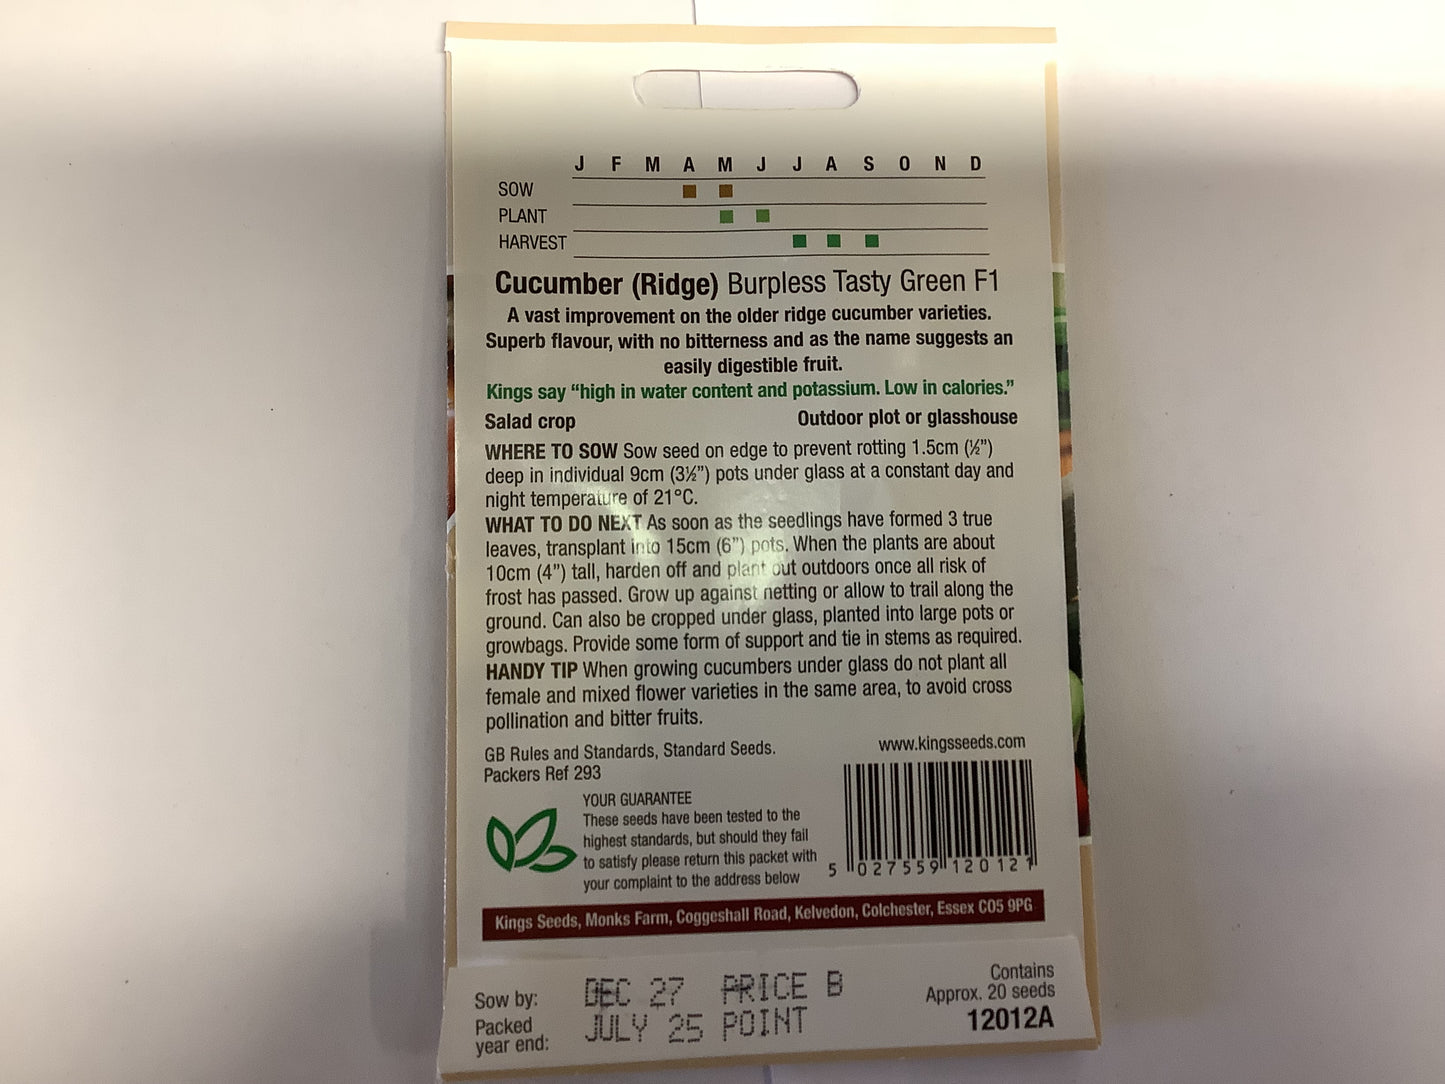 J F M A M J J A S O N D
SOW
PLANT
HARVEST
Cucumber (Ridge) Burpless Tasty Green F1
A vast improvement on the older ridge cucumber varieties.
Superb flavour, with no bitterness and as the name suggests an
easily digestible fruit.
Kings say “high in water content and potassium. Low in calories.”
Salad crop Outdoor plot or glasshouse
WHERE TO SOW Sow seed on edge to prevent rotting 1.5cm (½”)
deep in individual 9cm (3½”) pots under glass at a constant day and
night temperature of 21°C.
WHAT TO DO NEXT As soon as the seedlings have formed 3 true
leaves, transplant into 15cm (6”) pots. When the plants are about
10cm (4”) tall, harden off and plant out outdoors once all risk of
frost has passed. Grow up against netting or allow to trail along the
ground. Can also be cropped under glass, planted into large pots or
growbags. Provide some form of support and tie in stems as required.
HANDY TIP When growing cucumbers under glass do not plant all
female and mixed flower varieties in the same area, to avoid cross
pollination and bitter fruits.
GB Rules and Standards, Standard Seeds.
Packers Ref 293
www.kingsseeds.com
YOUR GUARANTEE
These seeds have been tested to the
highest standards, but should they fail
to satisfy please return this packet with
your complaint to the address below
5 027559 120121
Kings Seeds, Monks Farm, Coggeshall Road, Kelvedon, Colchester, Essex CO5 9PG
Sow by: DEC 27 PRICE B
Packed
year end: JULY 25 POINT
Contains
Approx. 20 seeds
12012A